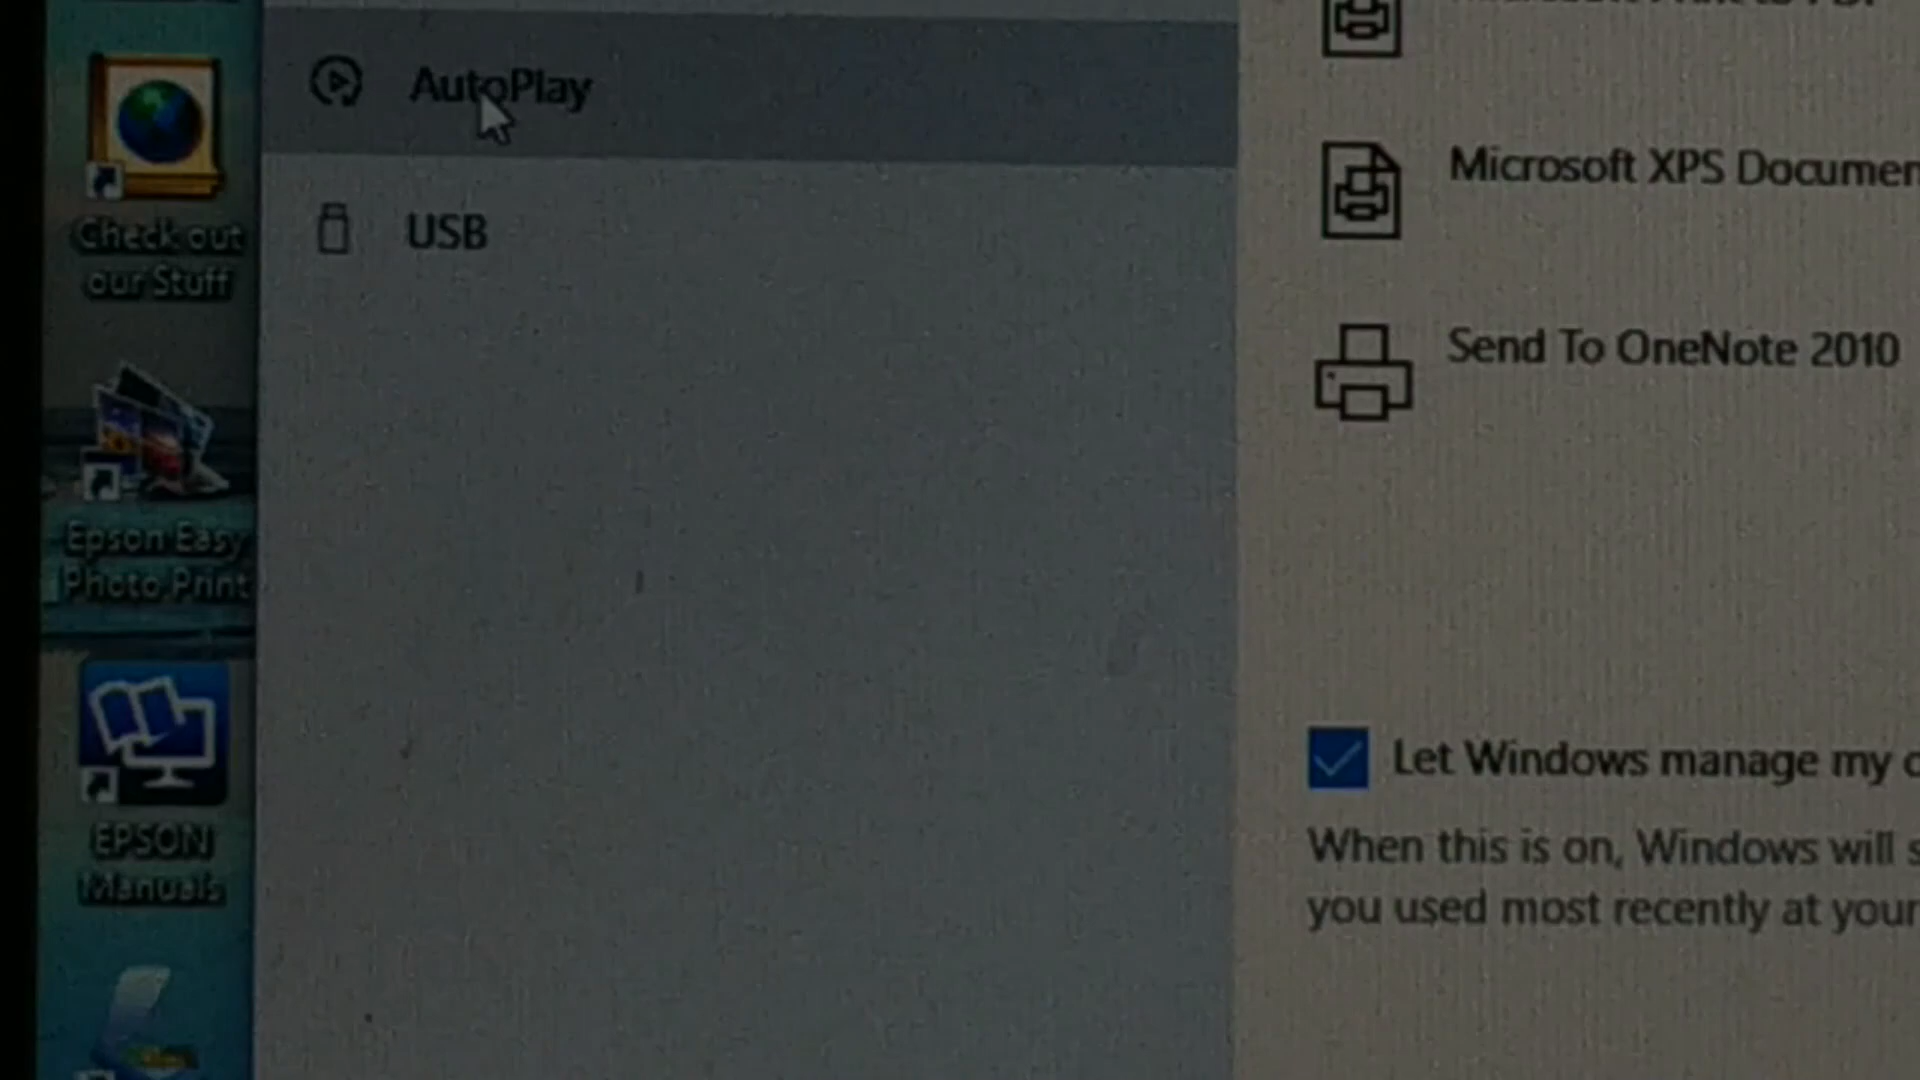 AutoPlay
USB
Check out
our Stuff
Epson Easy
Photo Print
EPSON
Manuals
Microsoft XPS Documen
Send To OneNote 2010
Let Windows manage my
When this is on, Windows will
you used most recently at your